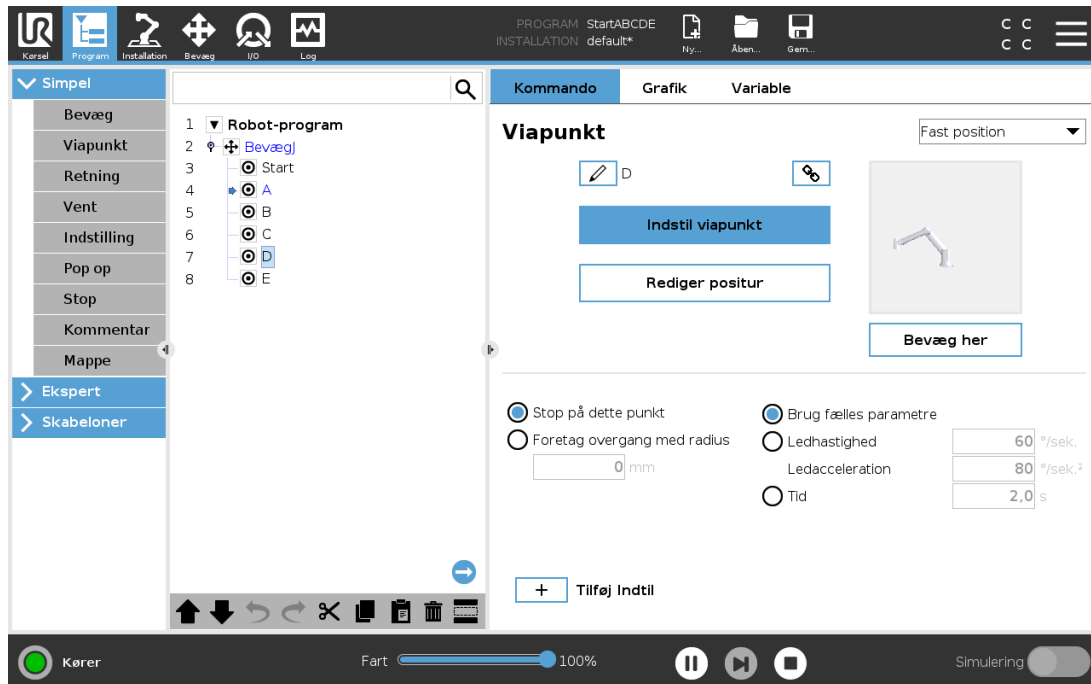 UR
PROGRAM StartABCDE
INSTALLATION default*
C C
C C
Kørsel Program Installation Bevæg I/O Log Ny... Åben... Gem...
Simpel
Bevæg
Viapunkt
Retning
Vent
Indstilling
Pop op
Stop
Kommentar
Mappe
Ekspert
Skabeloner
1 Robot-program
2 BevægJ
3 Start
4 A
5 B
6 C
7 D
8 E
Kommando Grafik Variable
Viapunkt Fast position
D
Indstil viapunkt
Rediger positur
Bevæg her
Stop på dette punkt
Foretag overgang med radius
0 mm
Brug fælles parametre
Ledhastighed 60 °/sek.
Ledacceleration 80 °/sek.²
Tid 2,0 s
+ Tilføj Indtil
Kører Fart 100% Simulering